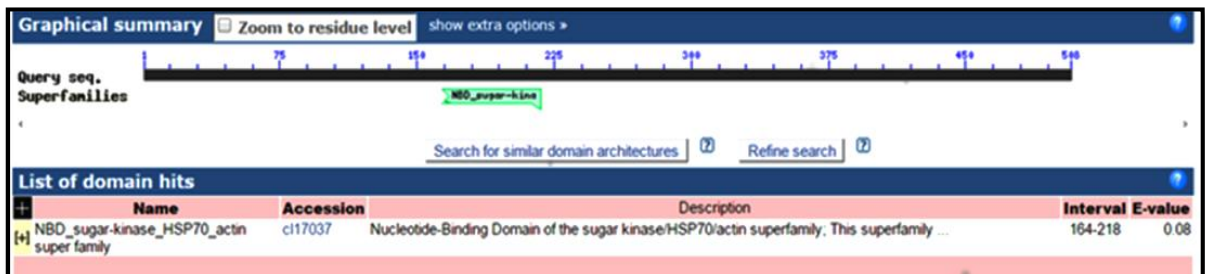 Graphical summary Zoom to residue level show extra options »
1 75 150 225 300 375 450 508
Query seq.
Superfamilies NBD_sugar-kina
Search for similar domain architectures ? Refine search ?
List of domain hits
Name Accession Description Interval E-value
[+] NBD_sugar-kinase_HSP70_actin cl17037 Nucleotide-Binding Domain of the sugar kinase/HSP70/actin superfamily; This superfamily ... 164-218 0.08
super family